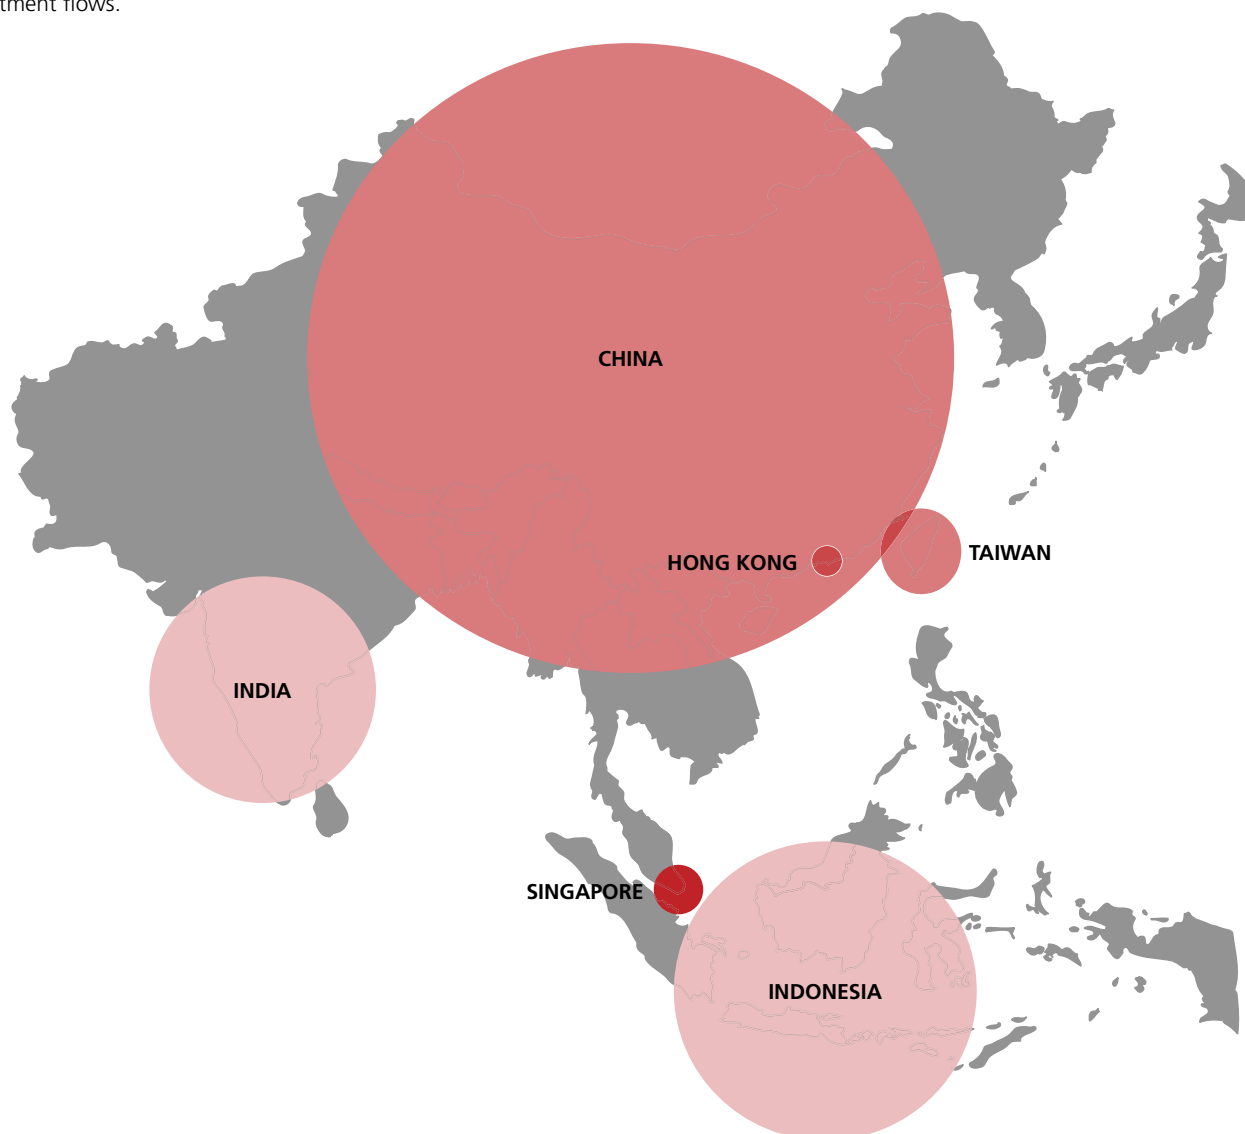 tment flows.
CHINA
TAIWAN
HONG KONG
INDIA
SINGAPORE
INDONESIA